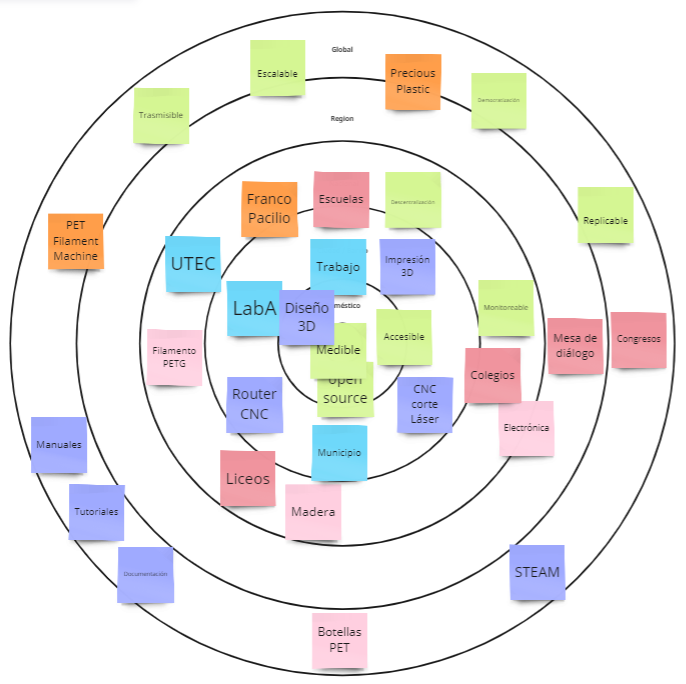 Global
Escalable
Precious
Plastic
Democratización
Trasmisible
Region
Replicable
PET
Filament
Machine
Franco
Pacilio
Escuelas
Descentralización
UTEC
Trabajo
Impresión
3D
LabA
Diseño
3D
méstico
Monitoreable
Accesible
Medible
Mesa de
diálogo
Congresos
Filamento
PETG
open
source
Colegios
Router
CNC
CNC
corte
Láser
Electrónica
Manuales
Municipio
Liceos
Madera
Tutoriales
Documentación
STEAM
Botellas
PET